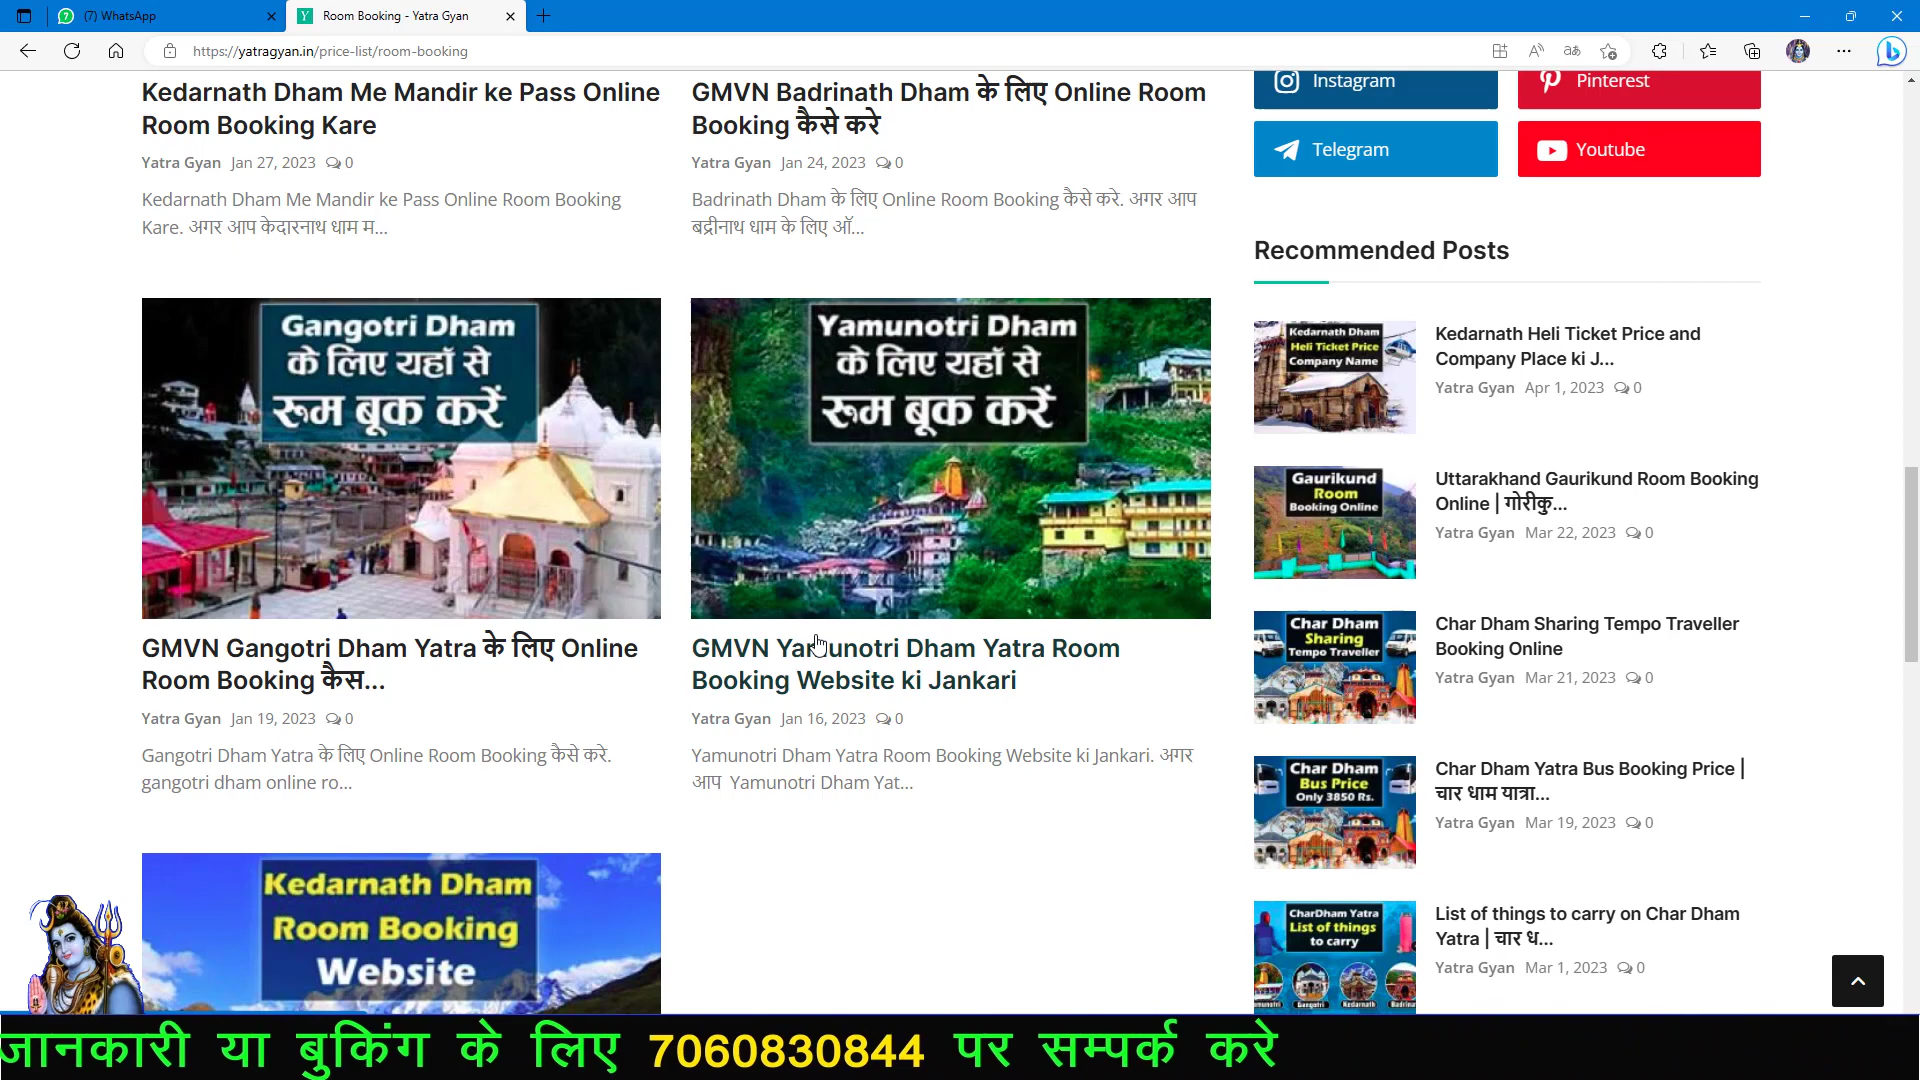 (7) WhatsApp
Room Booking - Yatra Gyan
https://yatragyan.in/price-list/room-booking
Kedarnath Dham Me Mandir ke Pass Online
Room Booking Kare
Yatra Gyan Jan 27, 2023 0
Kedarnath Dham Me Mandir ke Pass Online Room Booking
Kare. अगर आप केदारनाथ धाम म...
GMVN Badrinath Dham के लिए Online Room
Booking कैसे करे
Yatra Gyan Jan 24, 2023 0
Badrinath Dham के लिए Online Room Booking कैसे करे. अगर आप
बद्रीनाथ धाम के लिए ऑ...
Gangotri Dham
के लिए यहाॅ से
रूम बूक करें
GMVN Gangotri Dham Yatra के लिए Online
Room Booking कैस...
Yatra Gyan Jan 19, 2023 0
Gangotri Dham Yatra के लिए Online Room Booking कैसे करे.
gangotri dham online ro...
Yamunotri Dham
के लिए यहाॅ से
रूम बूक करें
GMVN Yamunotri Dham Yatra Room
Booking Website ki Jankari
Yatra Gyan Jan 16, 2023 0
Yamunotri Dham Yatra Room Booking Website ki Jankari. अगर
आप Yamunotri Dham Yat...
Kedarnath Dham
Room Booking
Website
Instagram
Pinterest
Telegram
Youtube
Recommended Posts
Kedarnath Dham
Heli Ticket Price
Company Name
Kedarnath Heli Ticket Price and
Company Place ki J...
Yatra Gyan Apr 1, 2023 0
Gaurikund
Room
Booking Online
Uttarakhand Gaurikund Room Booking
Online | गोरीकु...
Yatra Gyan Mar 22, 2023 0
Char Dham
Sharing
Tempo Traveller
Char Dham Sharing Tempo Traveller
Booking Online
Yatra Gyan Mar 21, 2023 0
Char Dham
Bus Price
Only 3850 Rs.
Char Dham Yatra Bus Booking Price |
चार धाम यात्रा...
Yatra Gyan Mar 19, 2023 0
CharDham Yatra
List of things
to carry
List of things to carry on Char Dham
Yatra | चार ध...
Yatra Gyan Mar 1, 2023 0
जानकारी या बुकिंग के लिए 7060830844 पर सम्पर्क करे